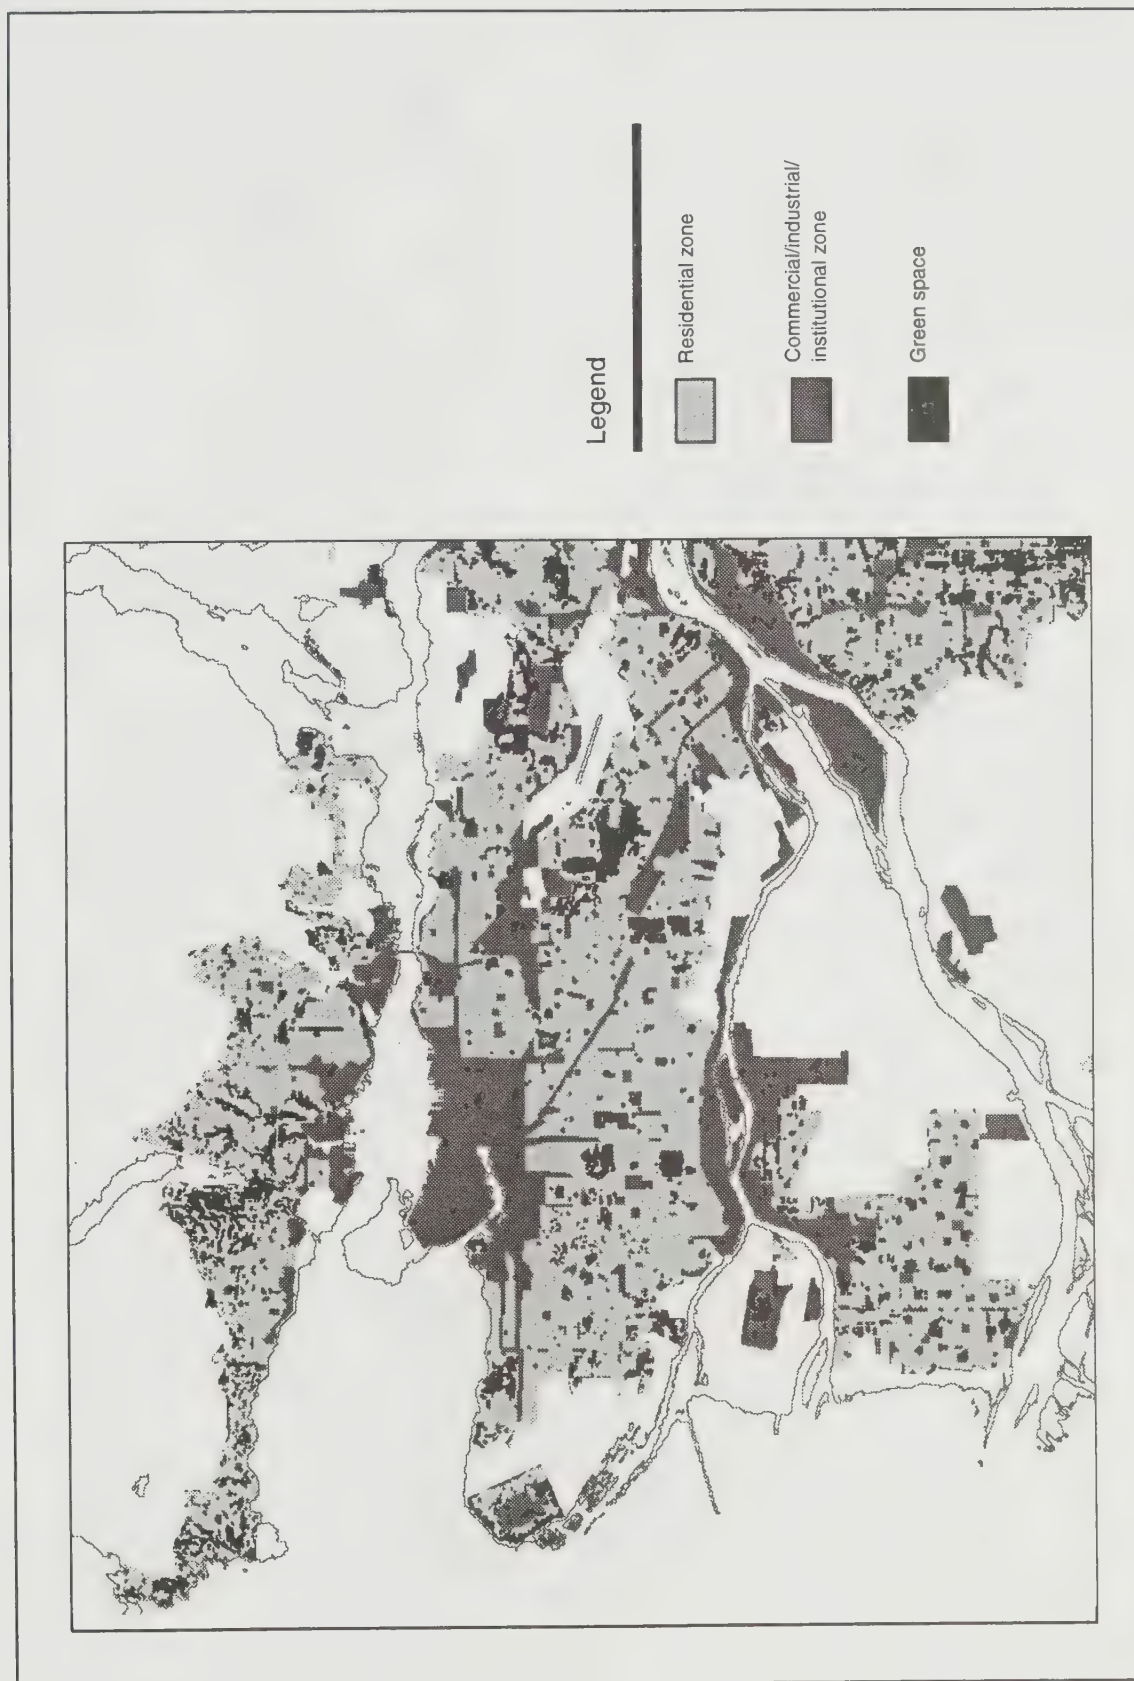 Legend
Residential zone
Commercial/industrial/
institutional zone
Green space